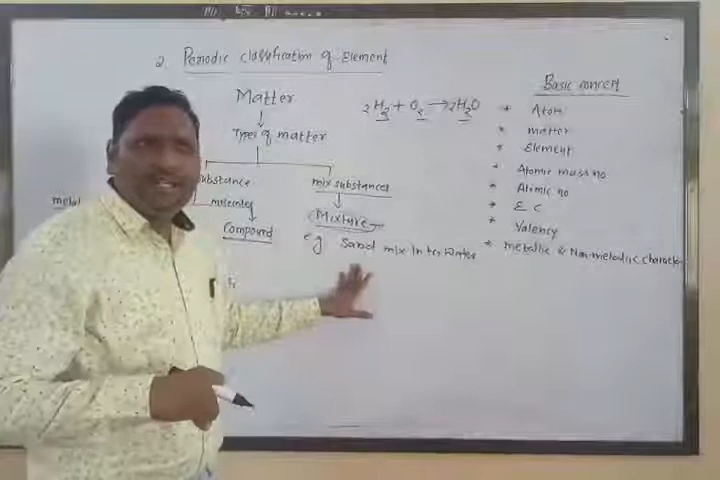 2. Periodic classification of Element
Matter
Types of matter
substance
mix substances
metal
molecules
Compound
Mixture
eg sand mix in to water
2H2 + O2 → 2H2O
Basic concept
* Atom
* matter
* Element
* Atomic mass no
* Atomic no
* E C
* Valency
* Metallic & Non-metallic character